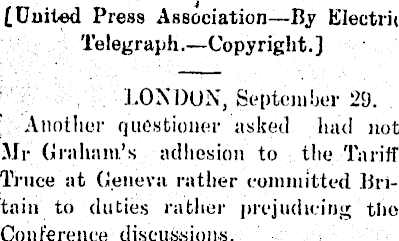 [United Press Association—By Electric
Telegraph.—Copyright.]
LONDON, September 29.
Another questioner asked had not
Mr Graham's adhesion to the Tariff
Truce at Geneva rather committed Bri-
tain to duties rather prejudicing the
Conference discussions.